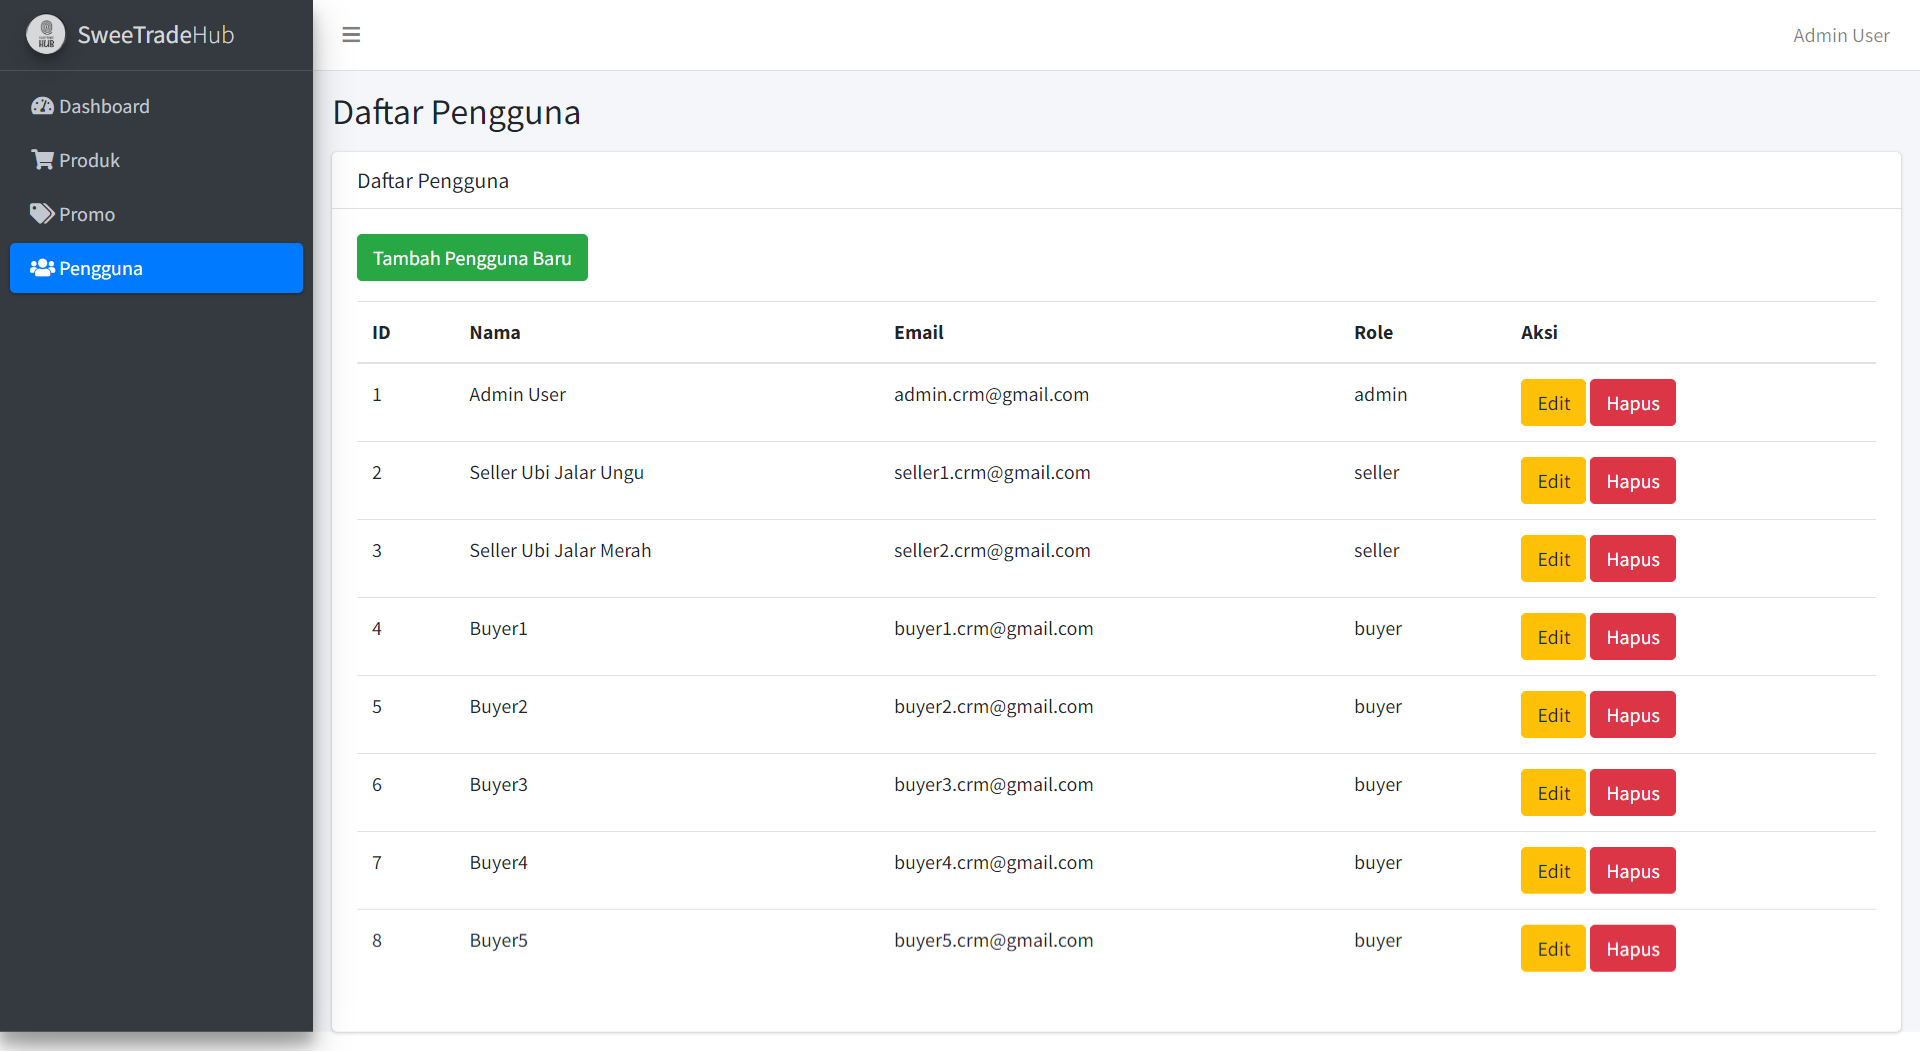 SweeTradeHub
Admin User
Dashboard
Produk
Promo
Pengguna
Daftar Pengguna
Daftar Pengguna
Tambah Pengguna Baru
ID Nama Email Role Aksi
1 Admin User admin.crm@gmail.com admin Edit Hapus
2 Seller Ubi Jalar Ungu seller1.crm@gmail.com seller Edit Hapus
3 Seller Ubi Jalar Merah seller2.crm@gmail.com seller Edit Hapus
4 Buyer1 buyer1.crm@gmail.com buyer Edit Hapus
5 Buyer2 buyer2.crm@gmail.com buyer Edit Hapus
6 Buyer3 buyer3.crm@gmail.com buyer Edit Hapus
7 Buyer4 buyer4.crm@gmail.com buyer Edit Hapus
8 Buyer5 buyer5.crm@gmail.com buyer Edit Hapus